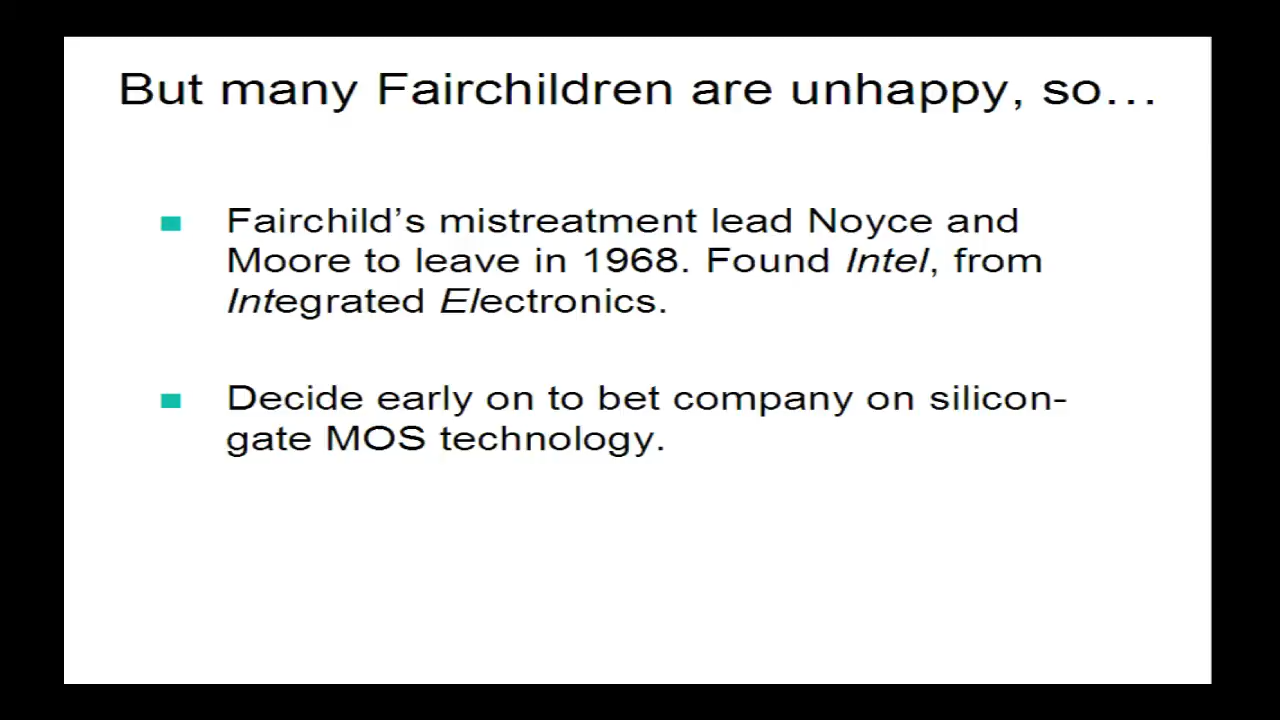 But many Fairchildren are unhappy, so…
Fairchild’s mistreatment lead Noyce and
Moore to leave in 1968. Found Intel, from
Integrated Electronics.
Decide early on to bet company on silicon-
gate MOS technology.